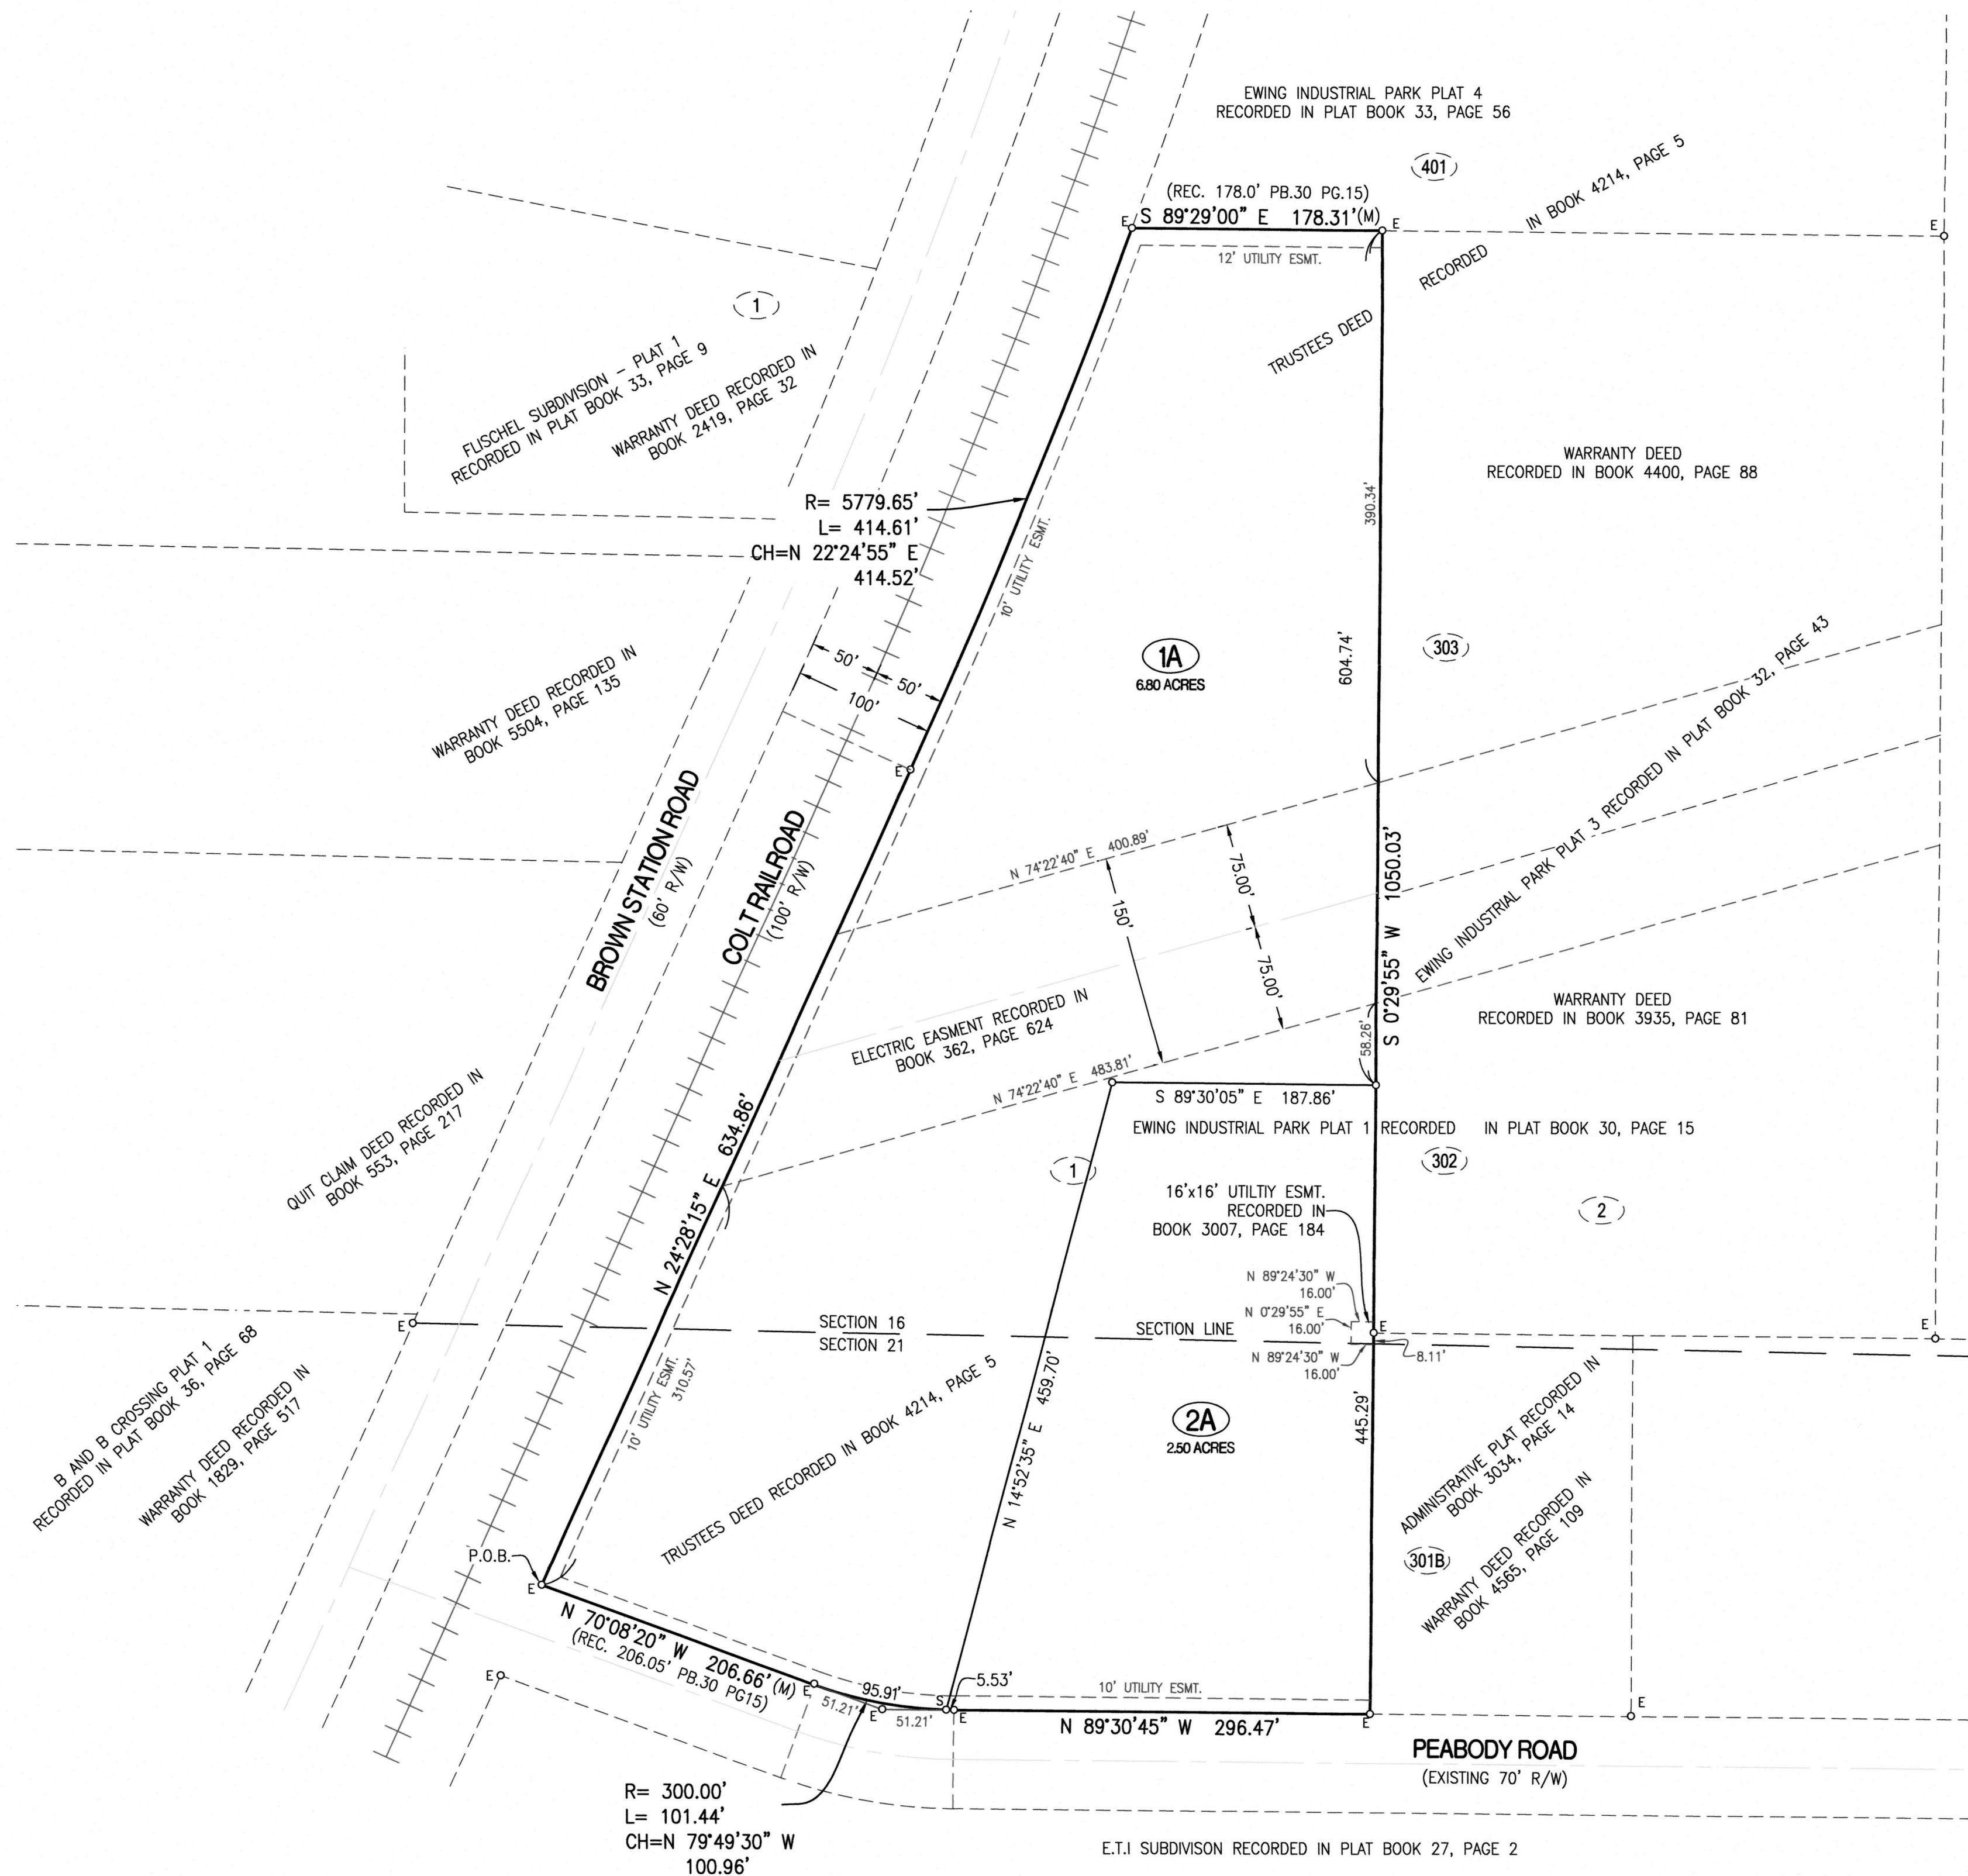 EWING INDUSTRIAL PARK PLAT 4
RECORDED IN PLAT BOOK 33, PAGE 56
401
(REC. 178.0' PB.30 PG.15)
E
S 89°29'00" E 178.31'(M)
E
E
12' UTILITY ESMT.
TRUSTEES DEED RECORDED IN BOOK 4214, PAGE 5
1
FLISCHEL SUBDIVISION - PLAT 1
RECORDED IN PLAT BOOK 33, PAGE 9
WARRANTY DEED RECORDED IN
BOOK 2419, PAGE 32
WARRANTY DEED
RECORDED IN BOOK 4400, PAGE 88
R= 5779.65'
L= 414.61'
CH=N 22°24'55" E
414.52'
10' UTILITY ESMT.
390.34'
604.74'
1A
6.80 ACRES
303
50'
50'
100'
WARRANTY DEED RECORDED IN
BOOK 5504, PAGE 135
E
BROWN STATION ROAD
(60' R/W)
COLT RAILROAD
(100' R/W)
N 74°22'40" E 400.89'
75.00'
150'
75.00'
S 0°29'55" W 1050.03'
EWING INDUSTRIAL PARK PLAT 3 RECORDED IN PLAT BOOK 32, PAGE 43
ELECTRIC EASMENT RECORDED IN
BOOK 362, PAGE 624
WARRANTY DEED
RECORDED IN BOOK 3935, PAGE 81
58.26'
N 74°22'40" E 483.81'
S 89°30'05" E 187.86'
EWING INDUSTRIAL PARK PLAT 1 RECORDED IN PLAT BOOK 30, PAGE 15
N 24°28'15" E 634.86'
QUIT CLAIM DEED RECORDED IN
BOOK 553, PAGE 217
1
302
2
16'x16' UTILTIY ESMT.
RECORDED IN
BOOK 3007, PAGE 184
N 89°24'30" W
16.00'
N 0°29'55" E
16.00'
N 89°24'30" W
16.00'
E
8.11'
E
E
SECTION 16
SECTION 21
SECTION LINE
B AND B CROSSING PLAT 1
RECORDED IN PLAT BOOK 36, PAGE 68
WARRANTY DEED RECORDED IN
BOOK 1829, PAGE 517
10' UTILITY ESMT.
310.57'
TRUSTEES DEED RECORDED IN BOOK 4214, PAGE 5
N 14°52'35" E 459.70'
2A
2.50 ACRES
445.29'
ADMINISTRATIVE PLAT RECORDED IN
BOOK 3034, PAGE 14
301B
WARRANTY DEED RECORDED IN
BOOK 4565, PAGE 109
P.O.B.
E
N 70°08'20" W 206.66' (M)
(REC. 206.05' PB.30 PG15)
E
E
51.21'
95.91'
E
51.21'
S
5.53'
E
10' UTILITY ESMT.
N 89°30'45" W 296.47'
E
E
PEABODY ROAD
(EXISTING 70' R/W)
R= 300.00'
L= 101.44'
CH=N 79°49'30" W
100.96'
E.T.I SUBDIVISON RECORDED IN PLAT BOOK 27, PAGE 2